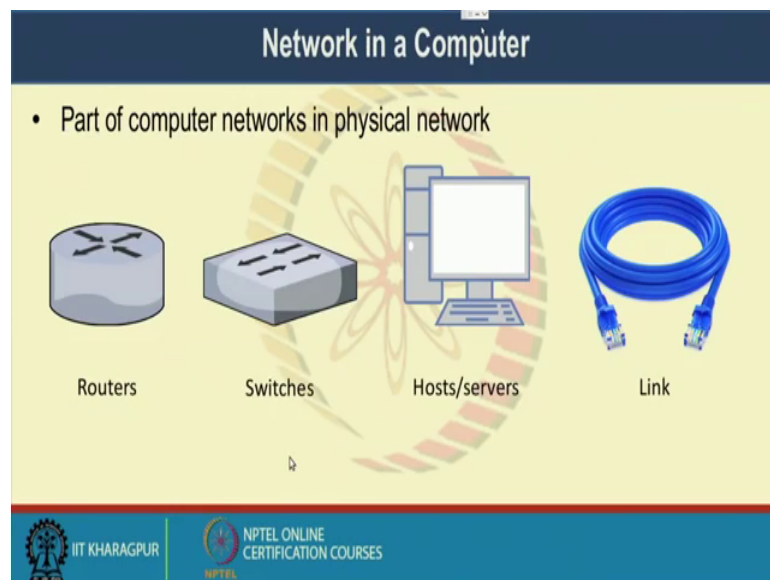 Network in a Computer
• Part of computer networks in physical network
Routers
Switches
Hosts/servers
Link
IIT KHARAGPUR
NPTEL
NPTEL ONLINE
CERTIFICATION COURSES